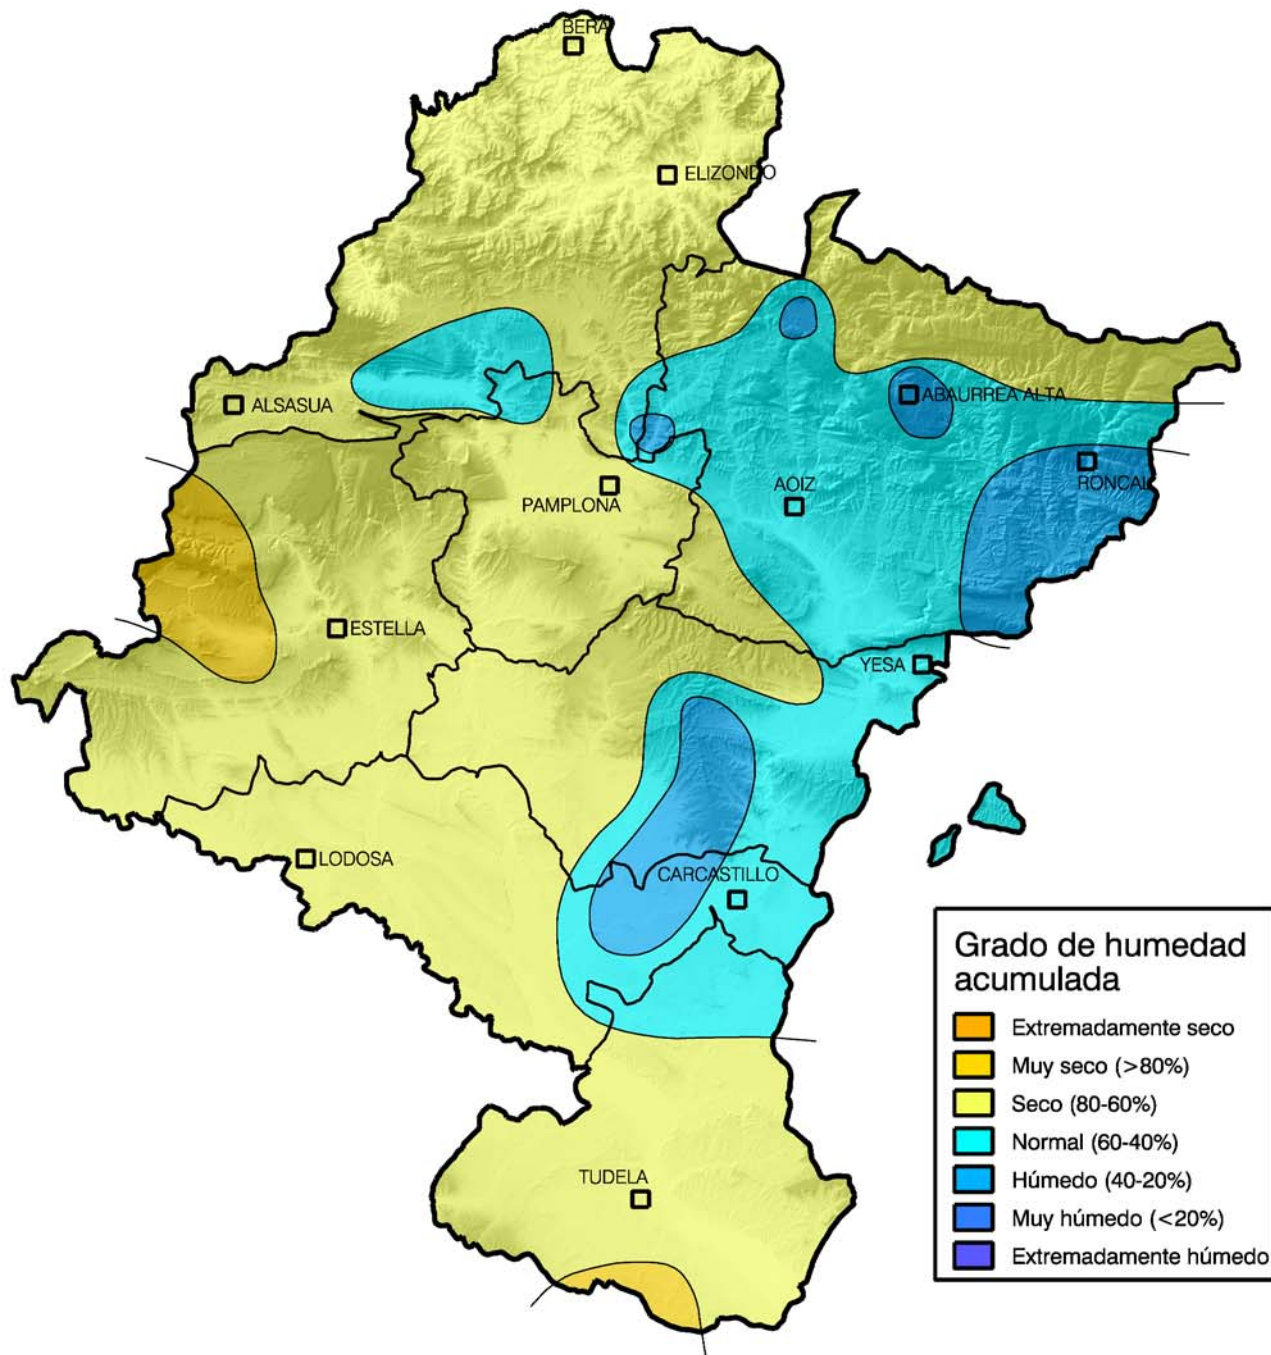 BERA
ELIZONDO
ALSASUA
ABAURREA ALTA
RONCAL
AOIZ
PAMPLONA
ESTELLA
YESA
LODOSA
CARCASTILLO
TUDELA
Grado de humedad
acumulada
Extremadamente seco
Muy seco (>80%)
Seco (80-60%)
Normal (60-40%)
Húmedo (40-20%)
Muy húmedo (<20%)
Extremadamente húmedo